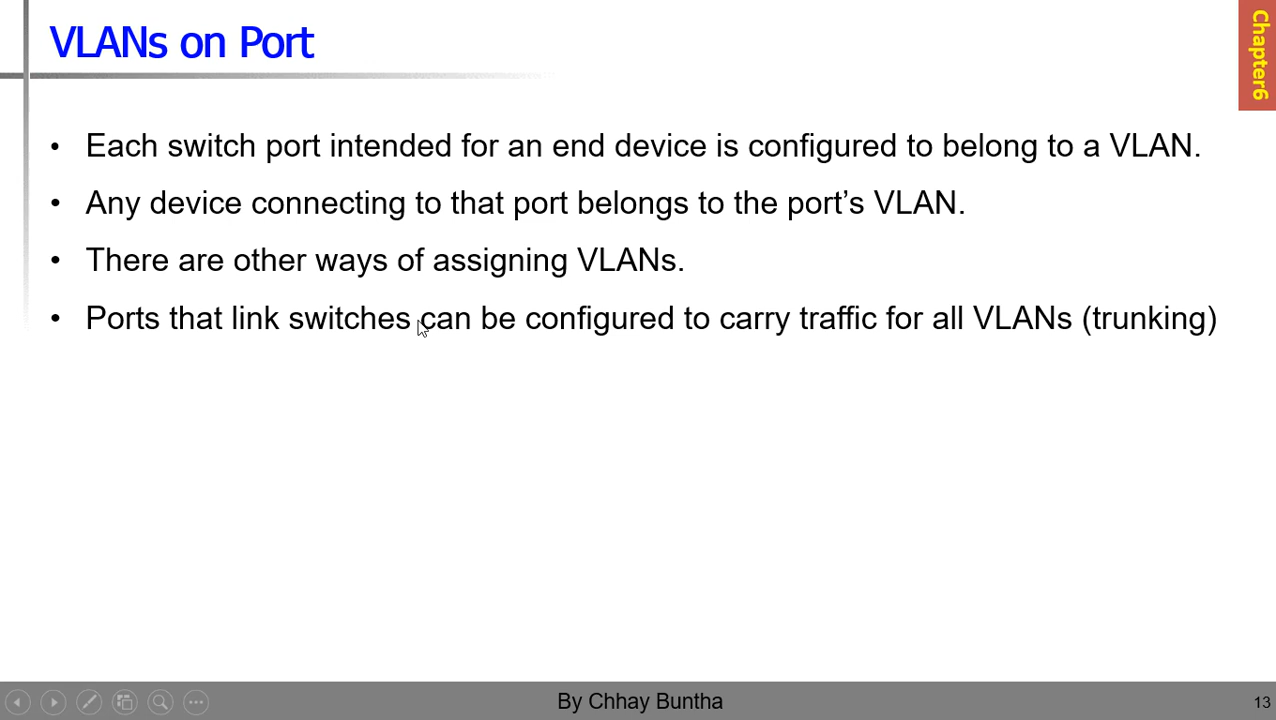 VLANs on Port
Chapter6
• Each switch port intended for an end device is configured to belong to a VLAN.
• Any device connecting to that port belongs to the port’s VLAN.
• There are other ways of assigning VLANs.
• Ports that link switches can be configured to carry traffic for all VLANs (trunking)
By Chhay Buntha
13